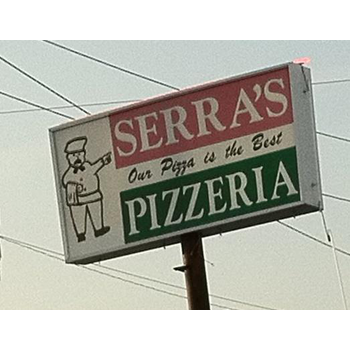 SERRA'S
Our Pizza is the Best
PIZZERIA